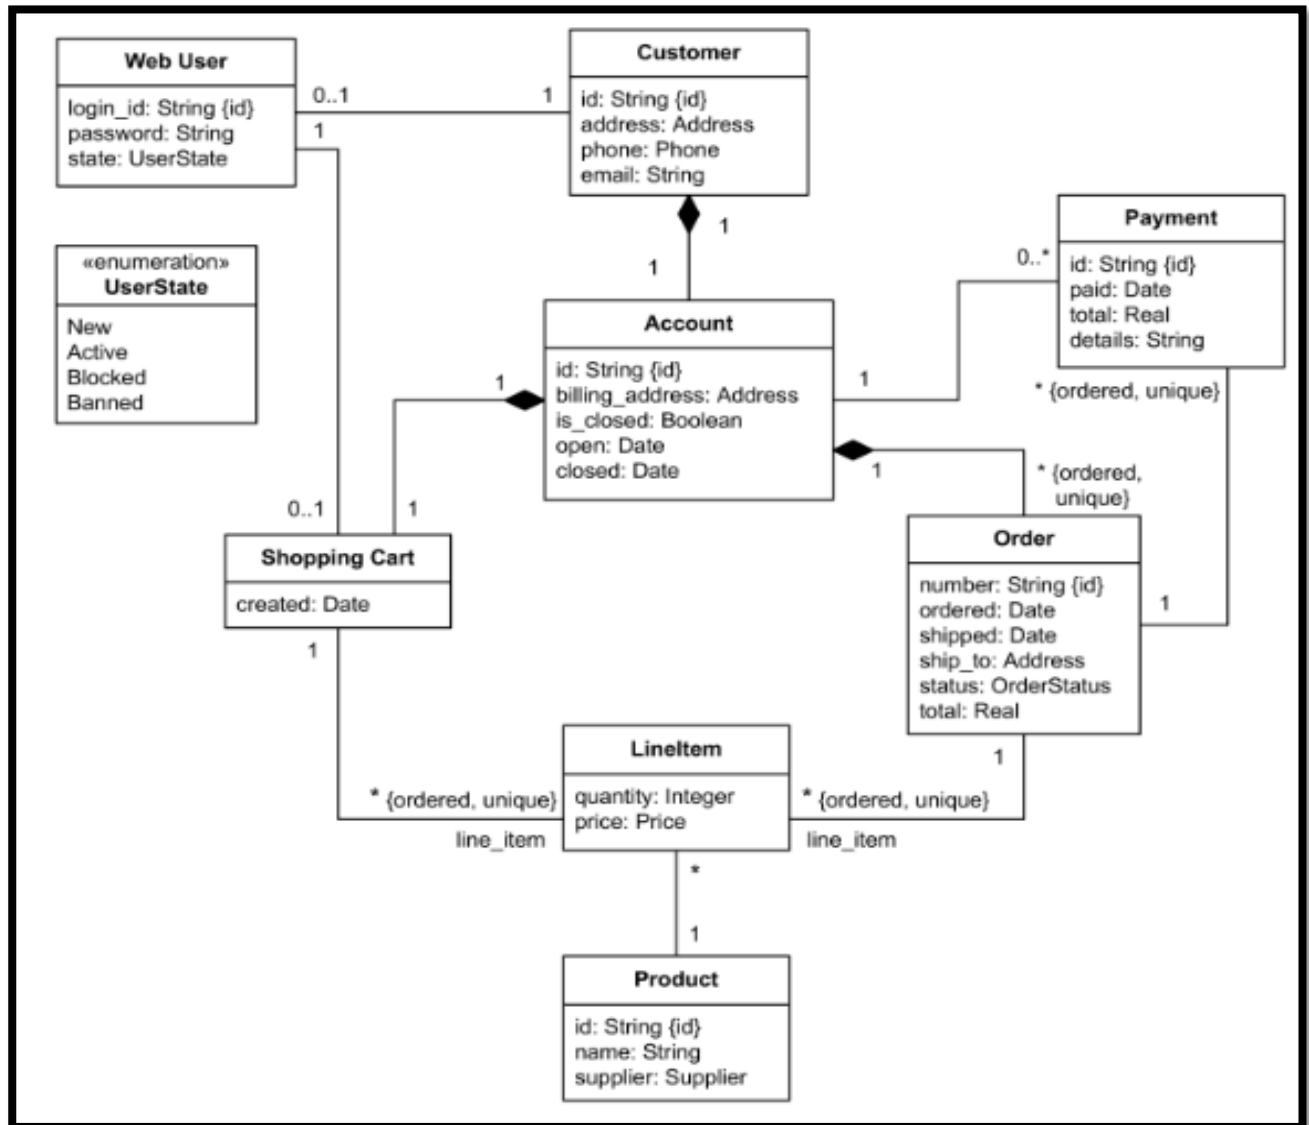 Web User
login_id: String {id}
password: String
state: UserState
0..1
1
1
Customer
id: String {id}
address: Address
phone: Phone
email: String
«enumeration»
UserState
New
Active
Blocked
Banned
1
1
Payment
id: String {id}
paid: Date
total: Real
details: String
0..*
Account
id: String {id}
billing_address: Address
is_closed: Boolean
open: Date
closed: Date
1
1
1
* {ordered, unique}
* {ordered,
unique}
0..1
1
Shopping Cart
created: Date
1
Order
number: String {id}
ordered: Date
shipped: Date
ship_to: Address
status: OrderStatus
total: Real
1
1
LineItem
quantity: Integer
price: Price
* {ordered, unique}
line_item
* {ordered, unique}
line_item
*
1
Product
id: String {id}
name: String
supplier: Supplier